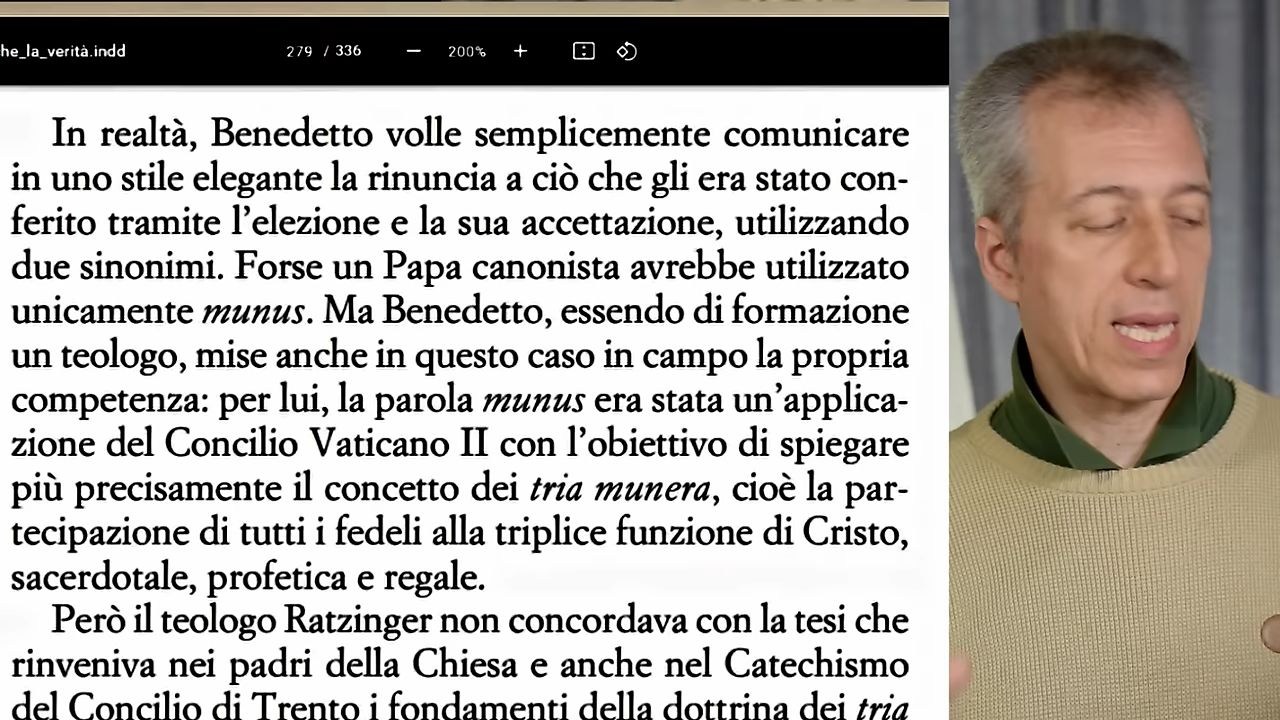 he_la_verità.indd
279 / 336
200%
In realtà, Benedetto volle semplicemente comunicare
in uno stile elegante la rinuncia a ciò che gli era stato con-
ferito tramite l’elezione e la sua accettazione, utilizzando
due sinonimi. Forse un Papa canonista avrebbe utilizzato
unicamente munus. Ma Benedetto, essendo di formazione
un teologo, mise anche in questo caso in campo la propria
competenza: per lui, la parola munus era stata un’applica-
zione del Concilio Vaticano II con l’obiettivo di spiegare
più precisamente il concetto dei tria munera, cioè la par-
tecipazione di tutti i fedeli alla triplice funzione di Cristo,
sacerdotale, profetica e regale.
Però il teologo Ratzinger non concordava con la tesi che
rinveniva nei padri della Chiesa e anche nel Catechismo
del Concilio di Trento i fondamenti della dottrina dei tria